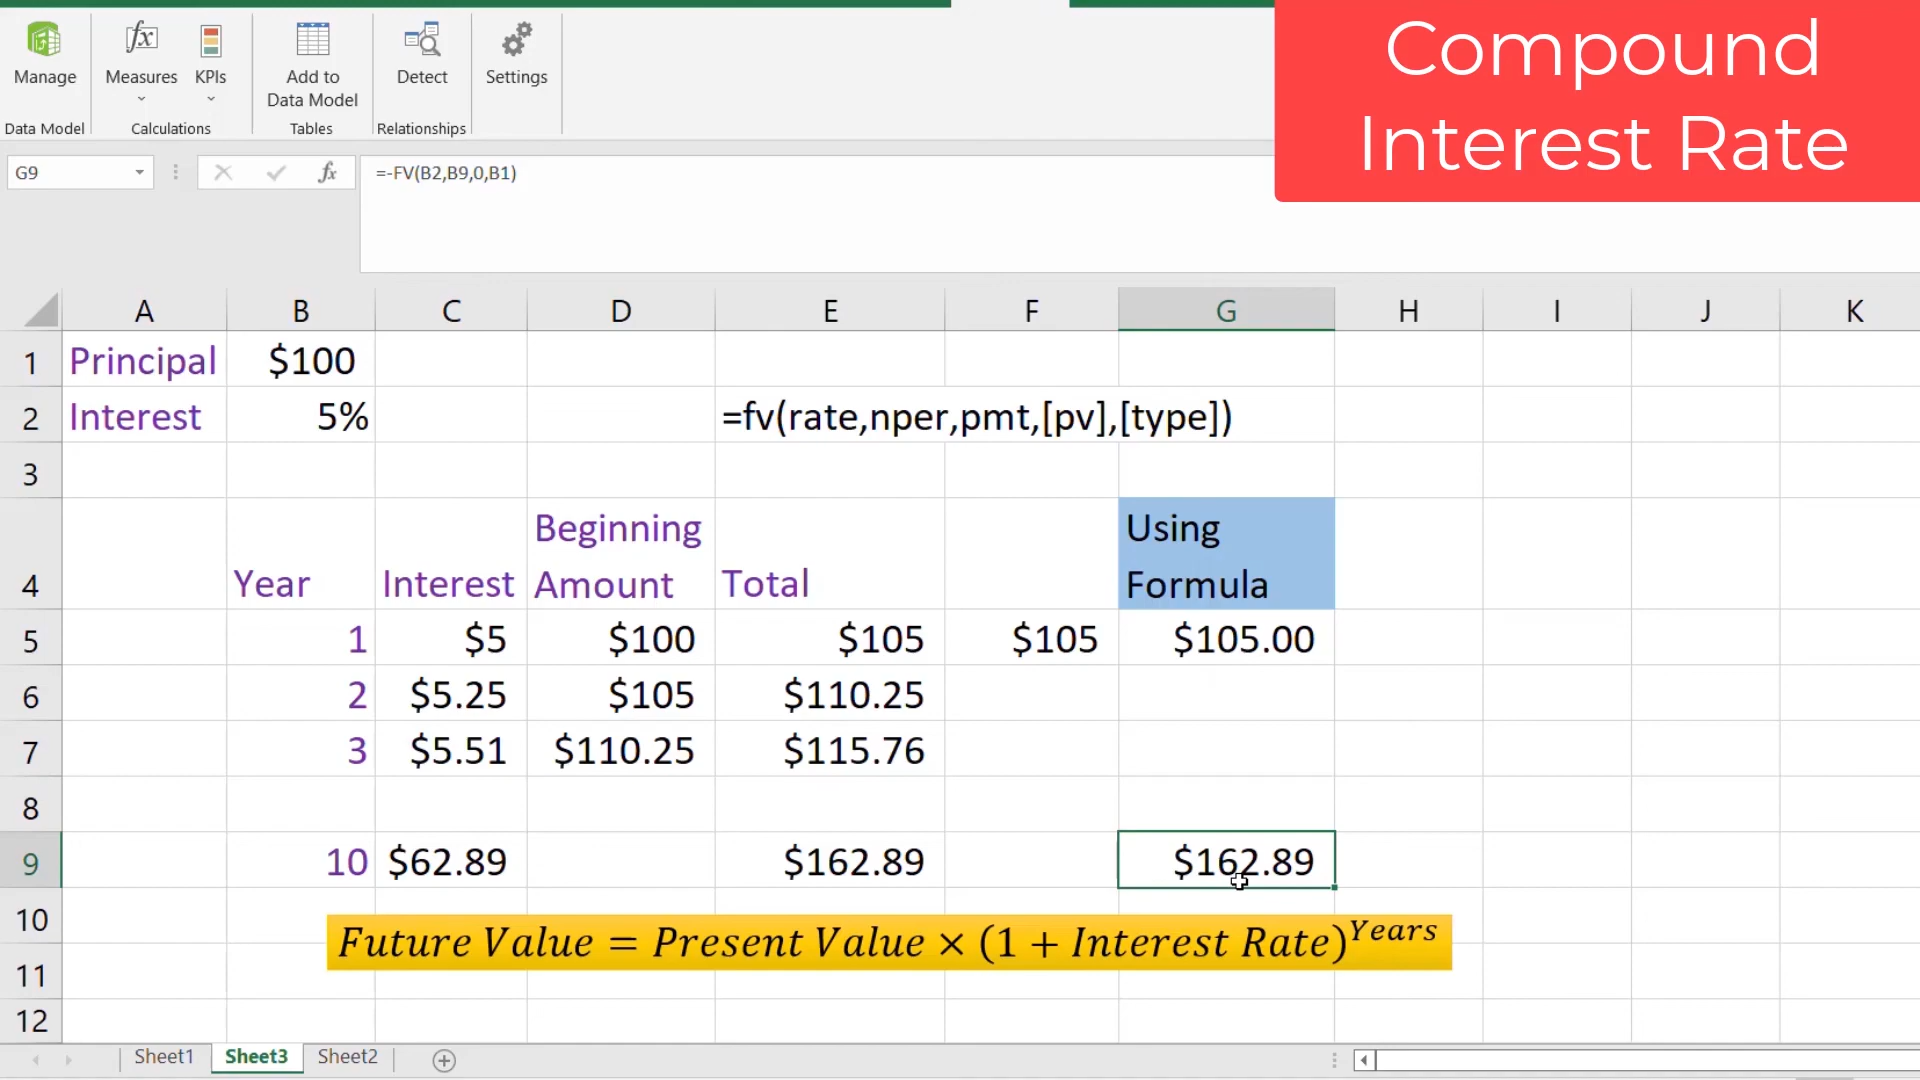 Compound
Interest Rate
Manage
Measures
KPIs
Add to
Data Model
Detect
Settings
Data Model
Calculations
Tables
Relationships
G9
fx
=-FV(B2,B9,0,B1)
A B C D E F G H I J K
1 Principal $100
2 Interest 5% =fv(rate,nper,pmt,[pv],[type])
3
Beginning Using
4 Year Interest Amount Total Formula
5 1 $5 $100 $105 $105 $105.00
6 2 $5.25 $105 $110.25
7 3 $5.51 $110.25 $115.76
8
9 10 $62.89 $162.89 $162.89
10
Future Value = Present Value × (1 + Interest Rate)^Years
11
12
Sheet1 Sheet3 Sheet2